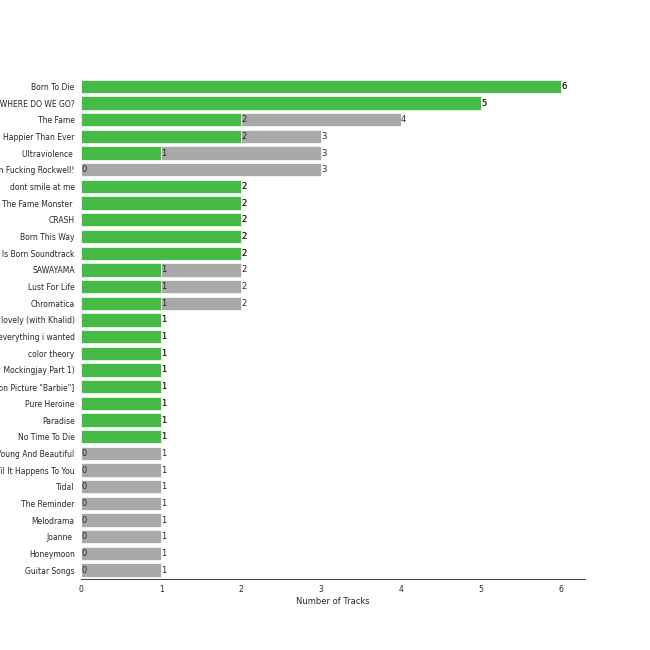 Born To Die 6
WHERE DO WE GO? 5
The Fame 2 4
Happier Than Ever 2 3
Ultraviolence 1 3
Fucking Rockwell! 0 3
dont smile at me 2
The Fame Monster 2
CRASH 2
Born This Way 2
Is Born Soundtrack 2
SAWAYAMA 1 2
Lust For Life 1 2
Chromatica 1 2
lovely (with Khalid) 1
everything i wanted 1
color theory 1
Mockingjay Part 1) 1
Picture "Barbie"] 1
Pure Heroine 1
Paradise 1
No Time To Die 1
Young And Beautiful 0 1
It Happens To You 0 1
Tidal 0 1
The Reminder 0 1
Melodrama 0 1
Joanne 0 1
Honeymoon 0 1
Guitar Songs 0 1
0 1 2 3 4 5 6
Number of Tracks